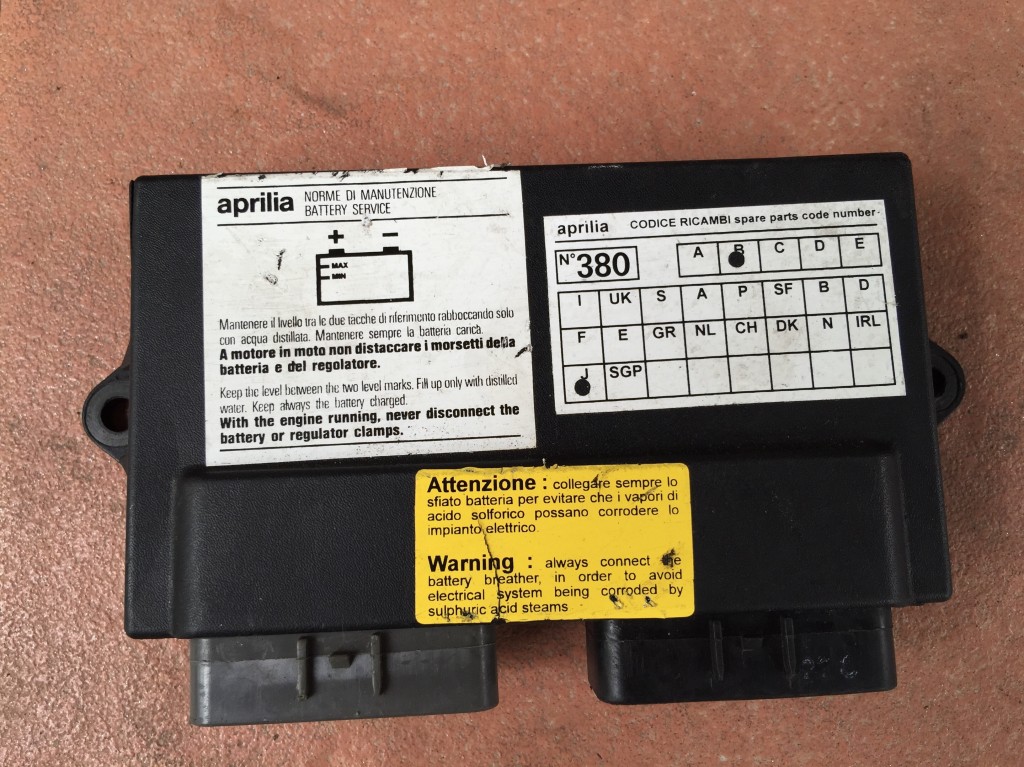 aprilia NORME DI MANUTENZIONE
BATTERY SERVICE
+ −
MAX
MIN
Mantenere il livello tra le due tacche di riferimento rabboccando solo
con acqua distillata. Mantenere sempre la batteria carica.
A motore in moto non distaccare i morsetti della
batteria e del regolatore.
Keep the level between the two level marks. Fill up only with distilled
water. Keep always the battery charged.
With the engine running, never disconnect the
battery or regulator clamps.
aprilia CODICE RICAMBI spare parts code number
N° 380 A B C D E
I UK S A P SF B D
F E GR NL CH DK N IRL
J SGP
Attenzione : collegare sempre lo
sfiato batteria per evitare che i vapori di
acido solforico possano corrodere lo
impianto elettrico.
Warning : always connect the
battery breather, in order to avoid
electrical system being corroded by
sulphuric acid steams